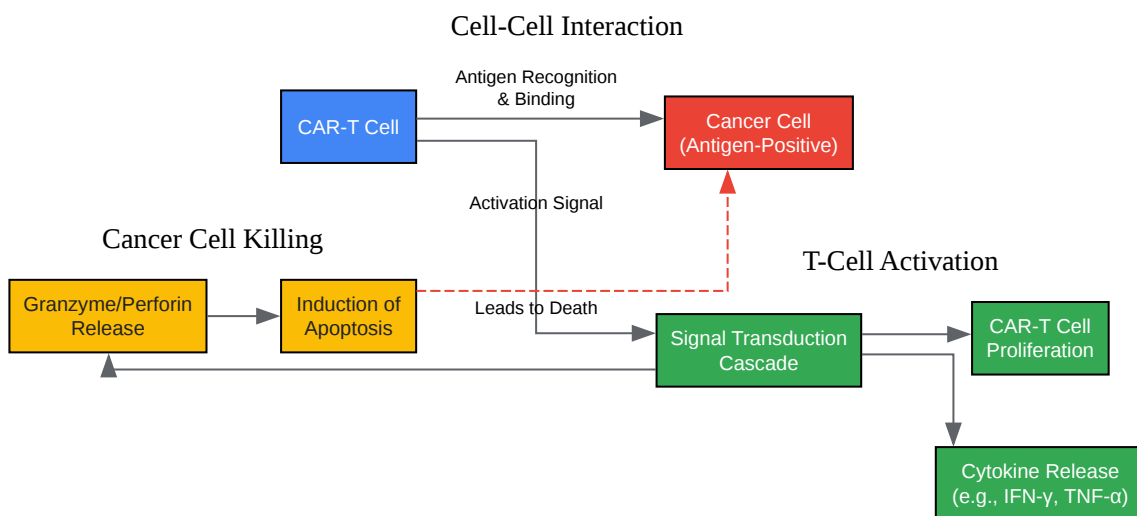 Cell-Cell Interaction
Antigen Recognition
& Binding
CAR-T Cell
Cancer Cell
(Antigen-Positive)
Activation Signal
Cancer Cell Killing
T-Cell Activation
Granzyme/Perforin
Release
Induction of
Apoptosis
Leads to Death
Signal Transduction
Cascade
CAR-T Cell
Proliferation
Cytokine Release
(e.g., IFN-γ, TNF-α)